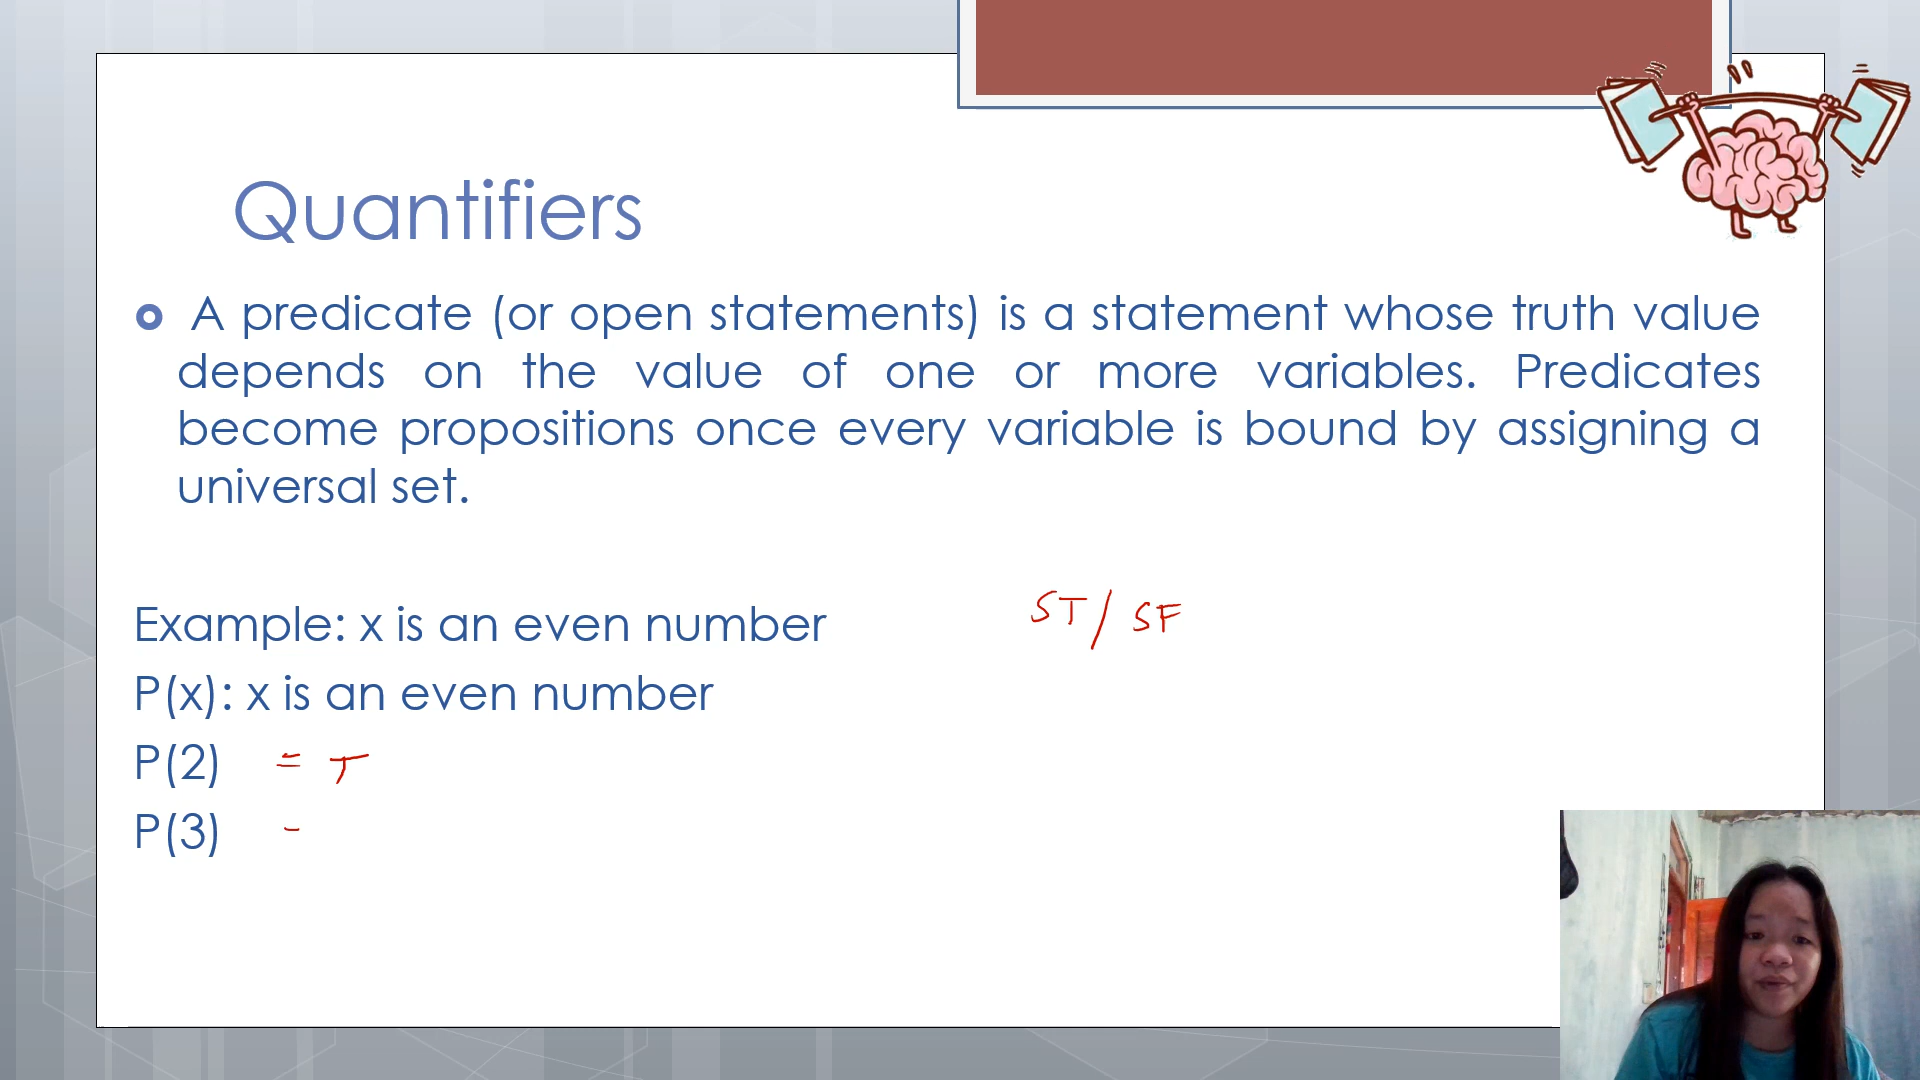 Quantifiers
A predicate (or open statements) is a statement whose truth value
depends on the value of one or more variables. Predicates
become propositions once every variable is bound by assigning a
universal set.
Example: x is an even number ST / SF
P(x): x is an even number
P(2) = T
P(3) -